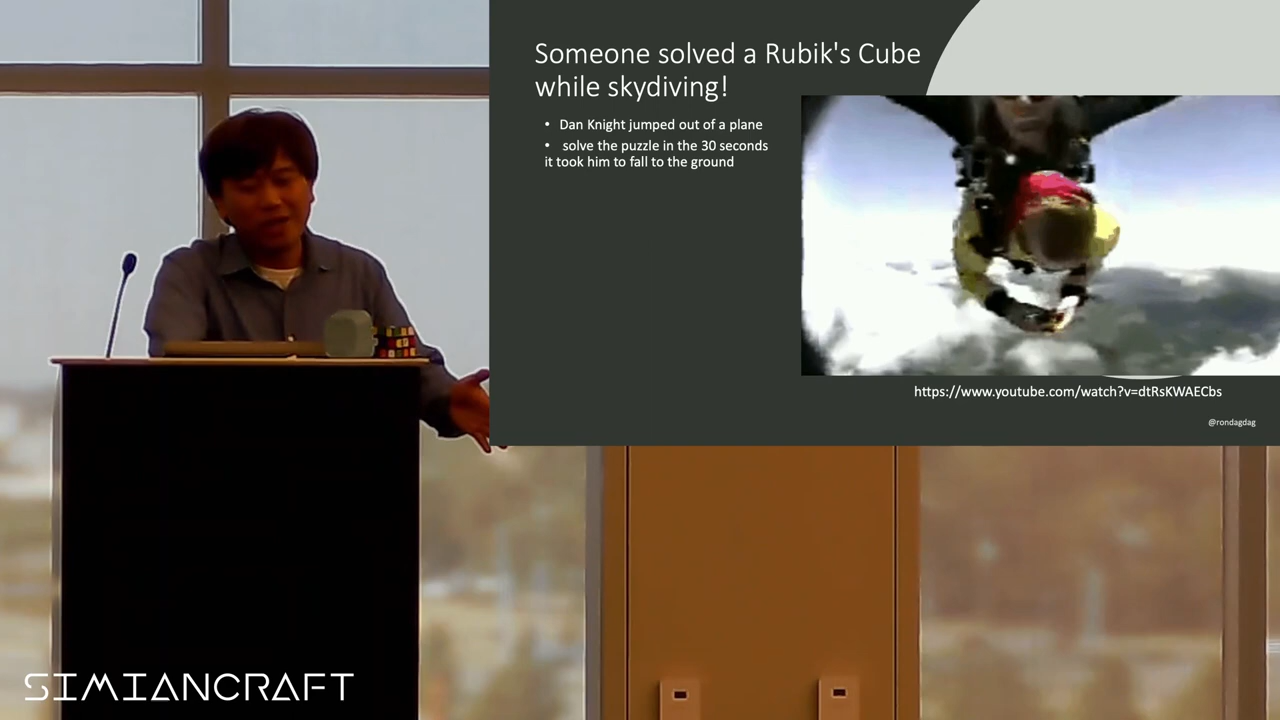 Someone solved a Rubik's Cube
while skydiving!
• Dan Knight jumped out of a plane
• solve the puzzle in the 30 seconds
it took him to fall to the ground
https://www.youtube.com/watch?v=dtRsKWAECbs
@rondagdag
SIMIANCRAFT